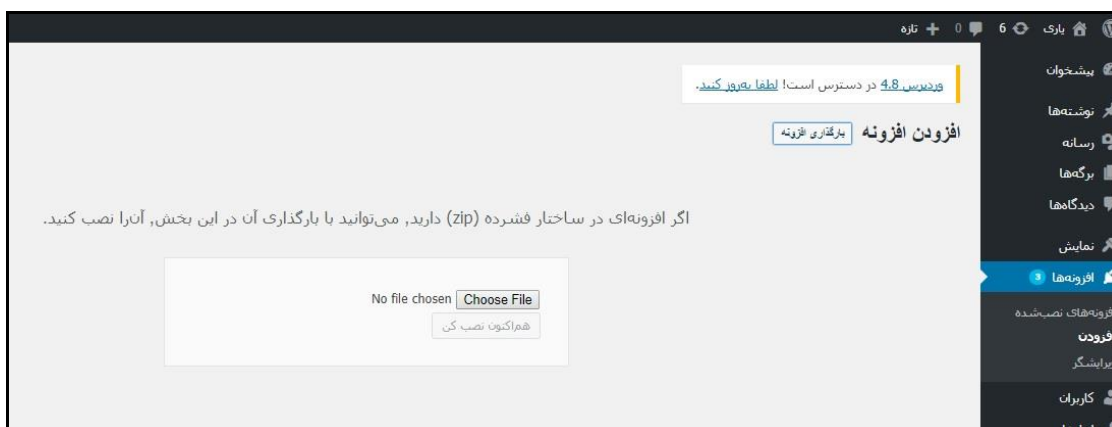 یاری 6 0 تازه
پیشخوان
نوشته‌ها
رسانه
برگه‌ها
دیدگاه‌ها
نمایش
افزونه‌ها 3
افزونه‌های نصب‌شده
افزودن
ویرایشگر
کاربران
وردپرس 4.8 در دسترس است! لطفا به‌روز کنید.
افزودن افزونه بارگذاری افزونه
اگر افزونه‌ای در ساختار فشرده (zip) دارید, می‌توانید با بارگذاری آن در این بخش, آن‌را نصب کنید.
Choose File No file chosen
هم‌اکنون نصب کن